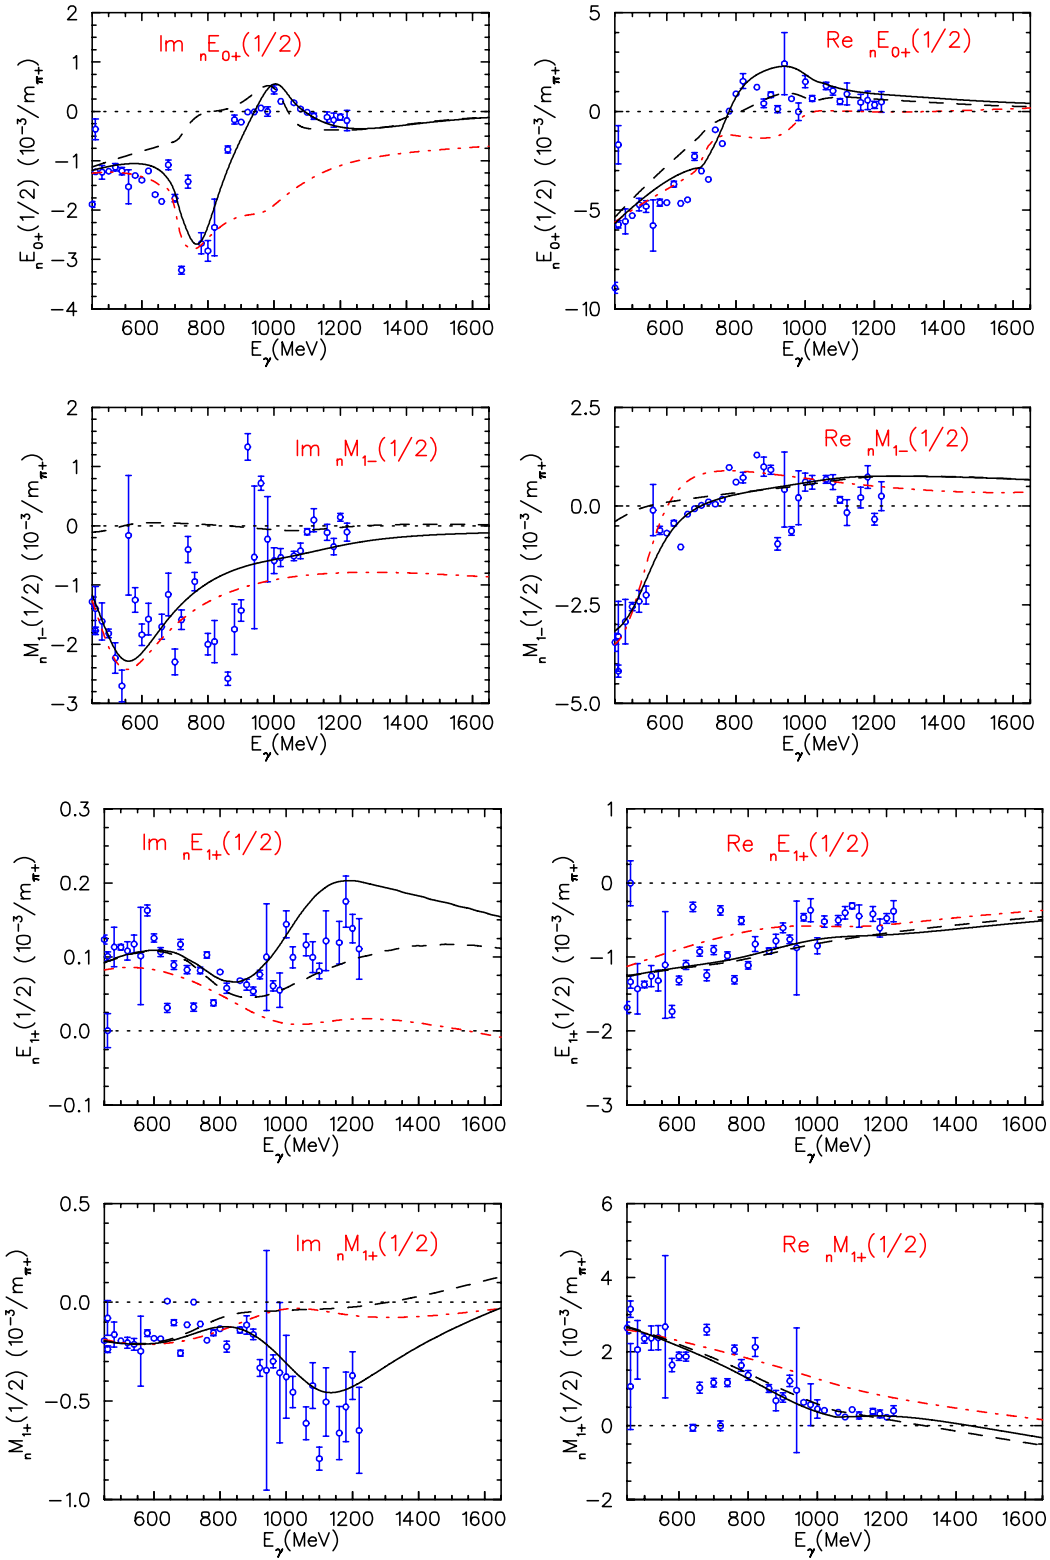 Im ₙE₀₊(1/2)
ₙE₀₊(1/2) (10⁻³/mπ+)
2
1
0
−1
−2
−3
−4
600 800 1000 1200 1400 1600
Eγ(MeV)
Re ₙE₀₊(1/2)
ₙE₀₊(1/2) (10⁻³/mπ+)
5
0
−5
−10
600 800 1000 1200 1400 1600
Eγ(MeV)
Im ₙM₁₋(1/2)
ₙM₁₋(1/2) (10⁻³/mπ+)
2
1
0
−1
−2
−3
600 800 1000 1200 1400 1600
Eγ(MeV)
Re ₙM₁₋(1/2)
ₙM₁₋(1/2) (10⁻³/mπ+)
2.5
0.0
−2.5
−5.0
600 800 1000 1200 1400 1600
Eγ(MeV)
Im ₙE₁₊(1/2)
ₙE₁₊(1/2) (10⁻³/mπ+)
0.3
0.2
0.1
0.0
−0.1
600 800 1000 1200 1400 1600
Eγ(MeV)
Re ₙE₁₊(1/2)
ₙE₁₊(1/2) (10⁻³/mπ+)
1
0
−1
−2
−3
600 800 1000 1200 1400 1600
Eγ(MeV)
Im ₙM₁₊(1/2)
ₙM₁₊(1/2) (10⁻³/mπ+)
0.5
0.0
−0.5
−1.0
600 800 1000 1200 1400 1600
Eγ(MeV)
Re ₙM₁₊(1/2)
ₙM₁₊(1/2) (10⁻³/mπ+)
6
4
2
0
−2
600 800 1000 1200 1400 1600
Eγ(MeV)